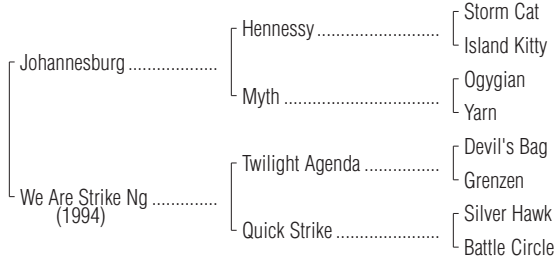 Storm Cat
Hennessy ..............................
Island Kitty
Johannesburg ..................
Ogygian
Myth ......................................
Yarn
Devil's Bag
Twilight Agenda ..................
Grenzen
We Are Strike Ng .............
(1994)
Silver Hawk
Quick Strike .........................
Battle Circle